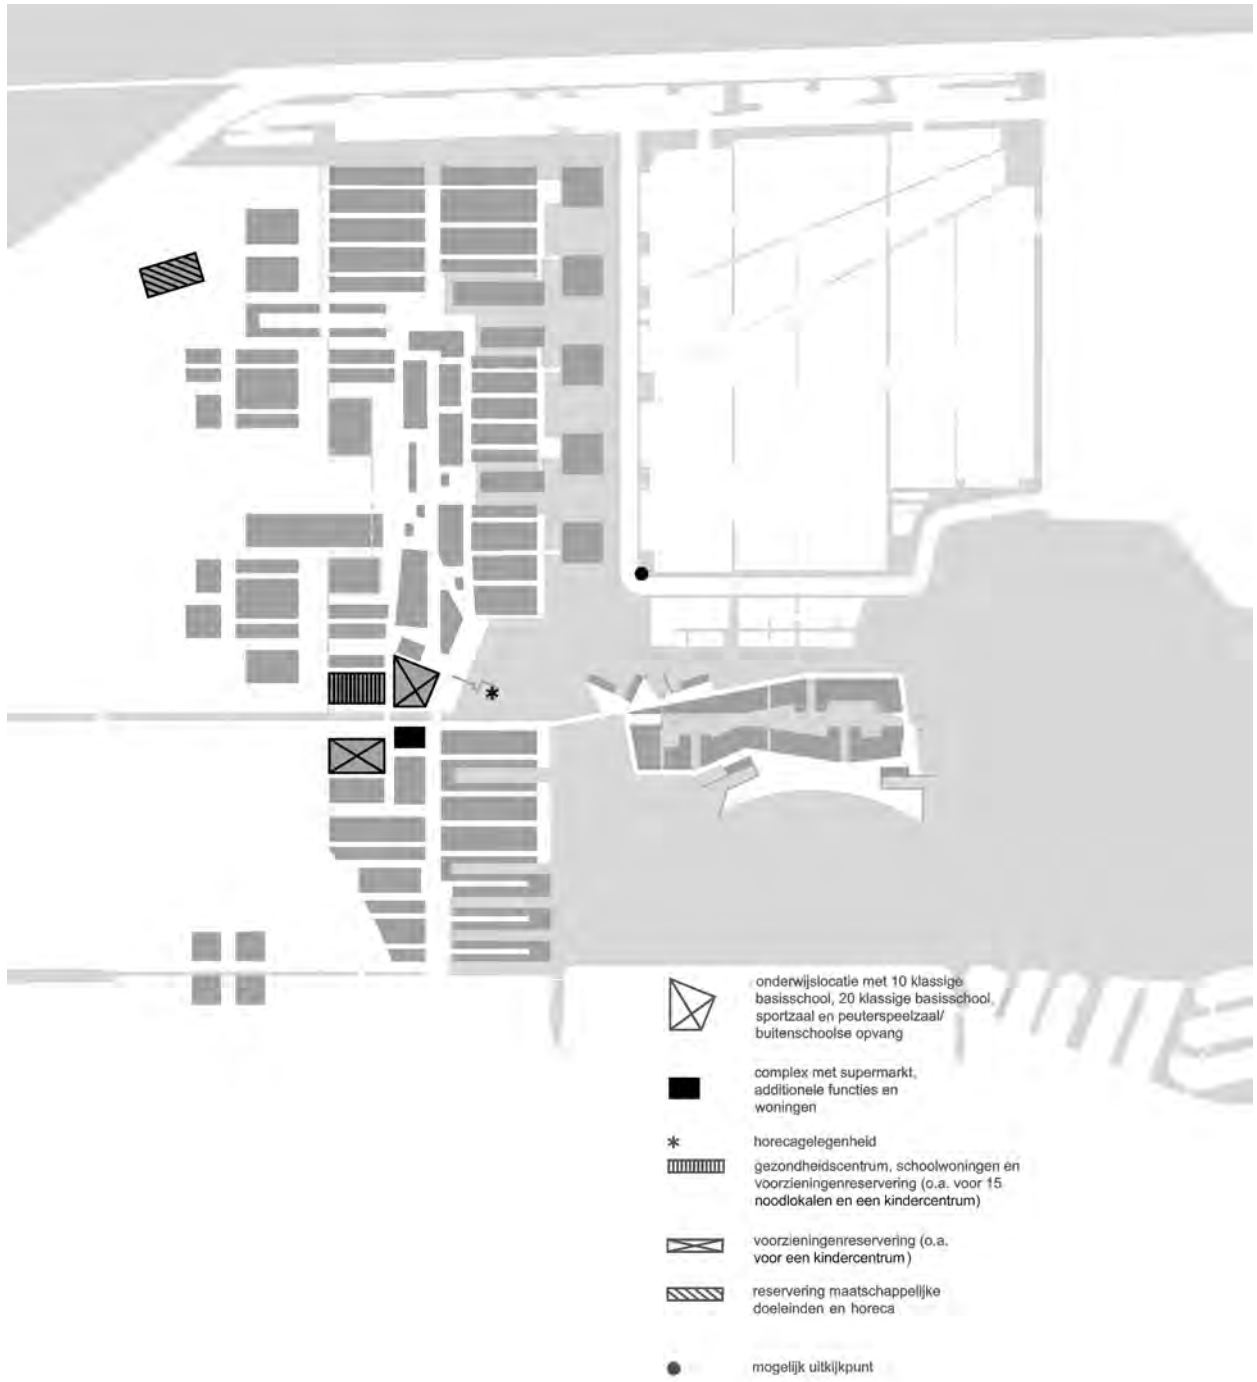 onderwijslocatie met 10 klassige
basisschool, 20 klassige basisschool,
sportzaal en peuterspeelzaal/
buitenschoolse opvang
complex met supermarkt,
additionele functies en
woningen
horecagelegenheid
gezondheidscentrum, schoolwoningen en
voorzieningenreservering (o.a. voor 15
noodlokalen en een kindercentrum)
voorzieningenreservering (o.a.
voor een kindercentrum)
reservering maatschappelijke
doeleinden en horeca
mogelijk uitkijkpunt